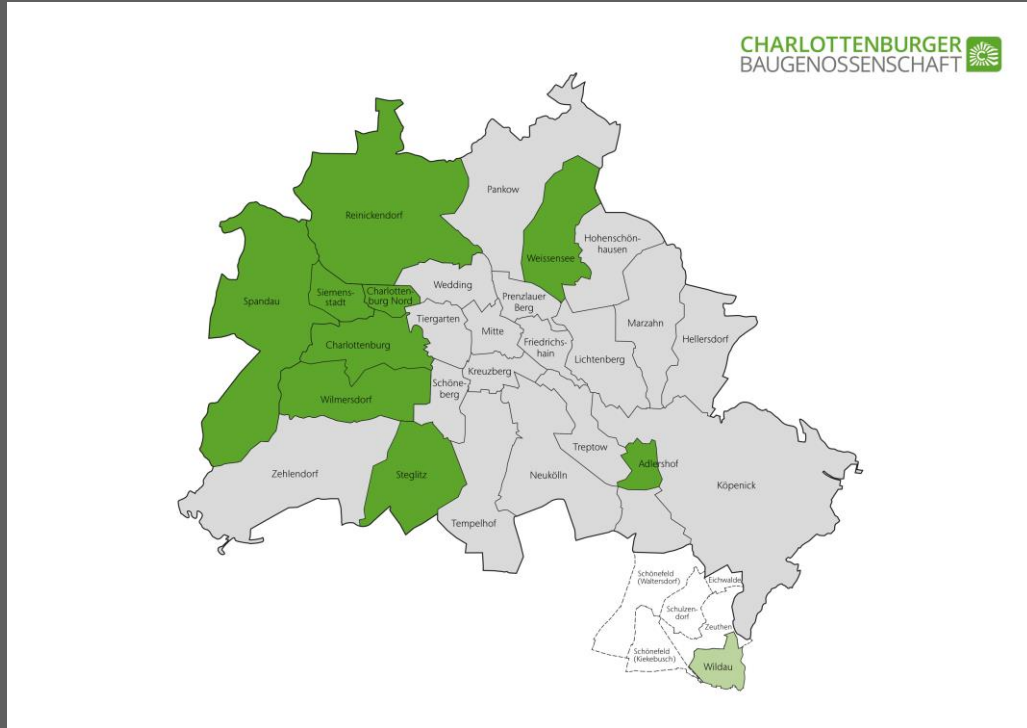 CHARLOTTENBURGER
BAUGENOSSENSCHAFT
Pankow
Reinickendorf
Hohenschön-
hausen
Weissensee
Wedding
Spandau
Siemens-
stadt
Charlotten-
burg Nord
Prenzlauer
Berg
Tiergarten
Mitte
Marzahn
Friedrichs-
hain
Hellersdorf
Charlottenburg
Lichtenberg
Kreuzberg
Schöne-
berg
Wilmersdorf
Treptow
Adlershof
Zehlendorf
Steglitz
Neukölln
Köpenick
Tempelhof
Schönefeld
(Waltersdorf)
Eichwalde
Schulzen-
dorf
Zeuthen
Schönefeld
(Kiekebusch)
Wildau